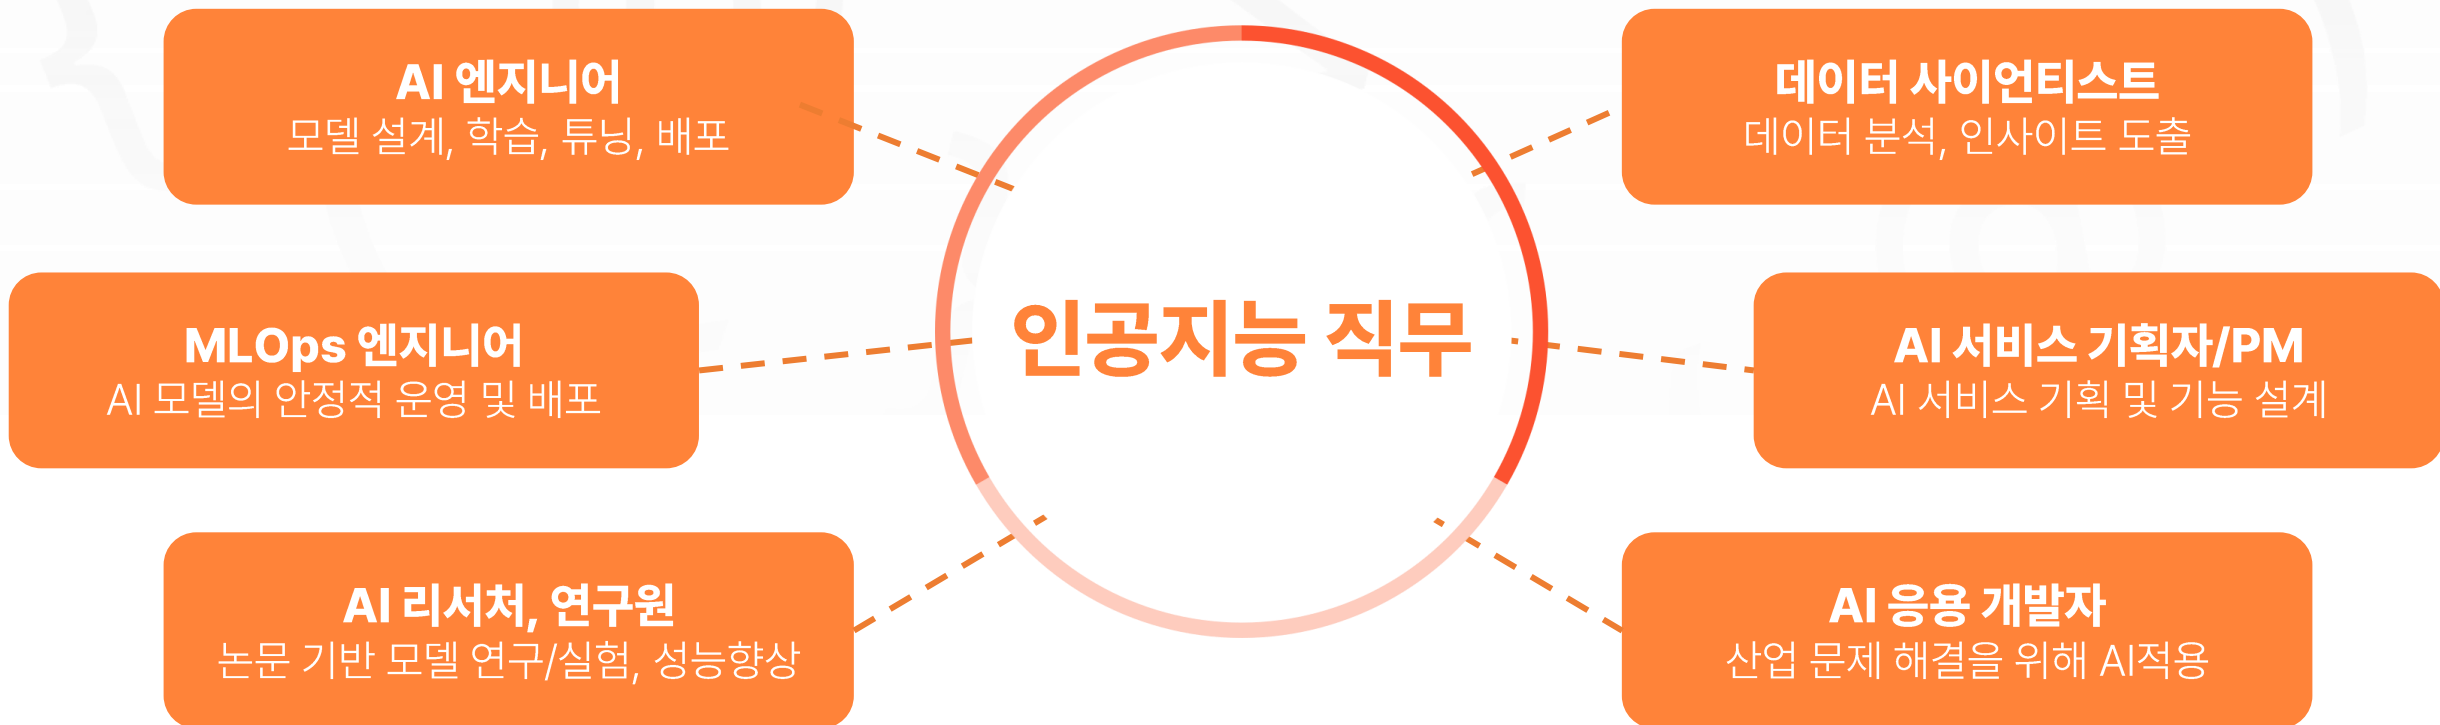 AI 엔지니어
모델 설계, 학습, 튜닝, 배포
데이터 사이언티스트
데이터 분석, 인사이트 도출
인공지능 직무
MLOps 엔지니어
AI 모델의 안정적 운영 및 배포
AI 서비스 기획자/PM
AI 서비스 기획 및 기능 설계
AI 리서처, 연구원
논문 기반 모델 연구/실험, 성능향상
AI 응용 개발자
산업 문제 해결을 위해 AI적용